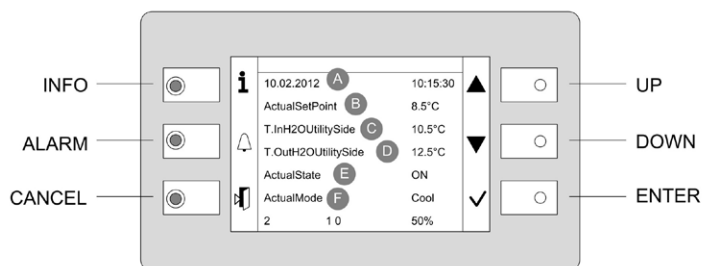 INFO
ALARM
CANCEL
i
10.02.2012 A 10:15:30
ActualSetPoint B 8.5°C
T.InH2OUtilitySide C 10.5°C
T.OutH2OUtilitySide D 12.5°C
ActualState E ON
ActualMode F Cool
2 1 0 50%
UP
DOWN
ENTER